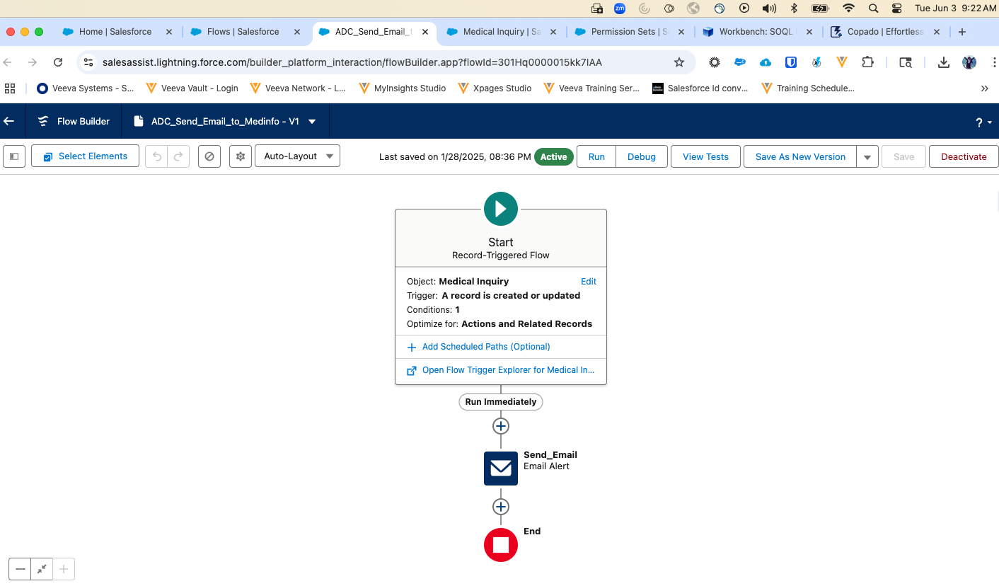 zm
Tue Jun 3 9:22 AM
Home | Salesforce
Flows | Salesforce
ADC_Send_Email_
Medical Inquiry | Sa
Permission Sets | S
Workbench: SOQL
Copado | Effortless
salesassist.lightning.force.com/builder_platform_interaction/flowBuilder.app?flowId=301Hq0000015kk7IAA
Veeva Systems - S...
Veeva Vault - Login
Veeva Network - L...
MyInsights Studio
Xpages Studio
Veeva Training Ser...
Salesforce Id conv...
Training Schedule...
Flow Builder
ADC_Send_Email_to_Medinfo - V1
?
Select Elements
Auto-Layout
Last saved on 1/28/2025, 08:36 PM
Active
Run
Debug
View Tests
Save As New Version
Save
Deactivate
Start
Record-Triggered Flow
Object: Medical Inquiry
Edit
Trigger: A record is created or updated
Conditions: 1
Optimize for: Actions and Related Records
Add Scheduled Paths (Optional)
Open Flow Trigger Explorer for Medical In...
Run Immediately
Send_Email
Email Alert
End